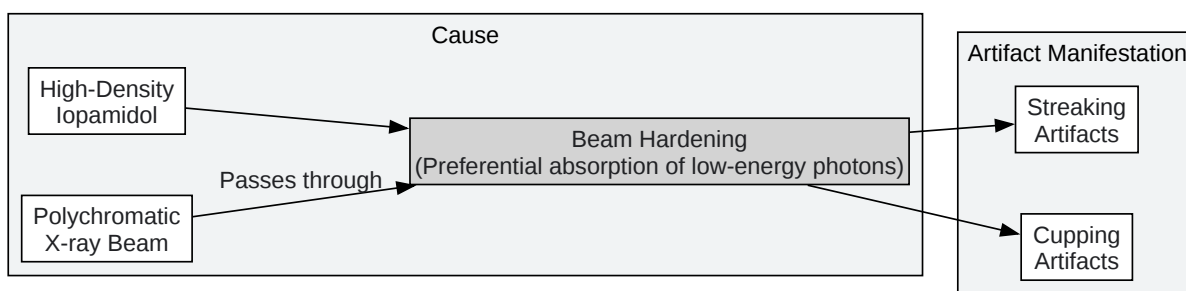 Cause
High-Density
Iopamidol
Passes through
Polychromatic
X-ray Beam
Beam Hardening
(Preferential absorption of low-energy photons)
Artifact Manifestation
Streaking
Artifacts
Cupping
Artifacts